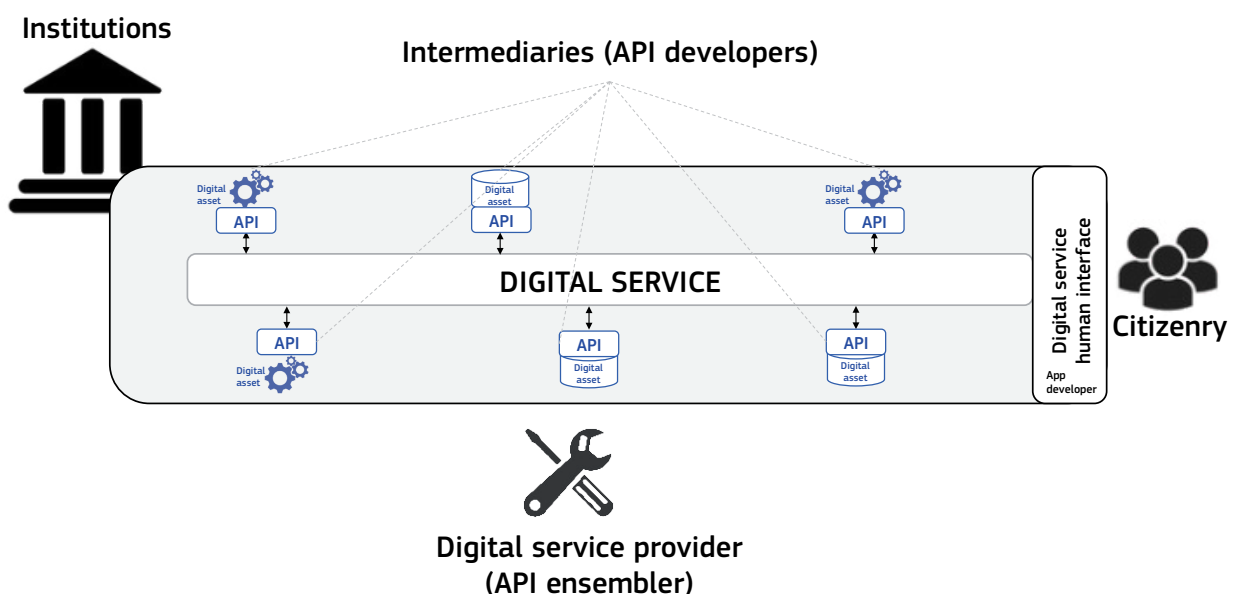 Institutions
Intermediaries (API developers)
Digital
asset
API
Digital
asset
API
Digital
asset
API
DIGITAL SERVICE
API
Digital
asset
API
Digital
asset
API
Digital
asset
Digital service
human interface
App
developer
Citizenry
Digital service provider
(API ensembler)